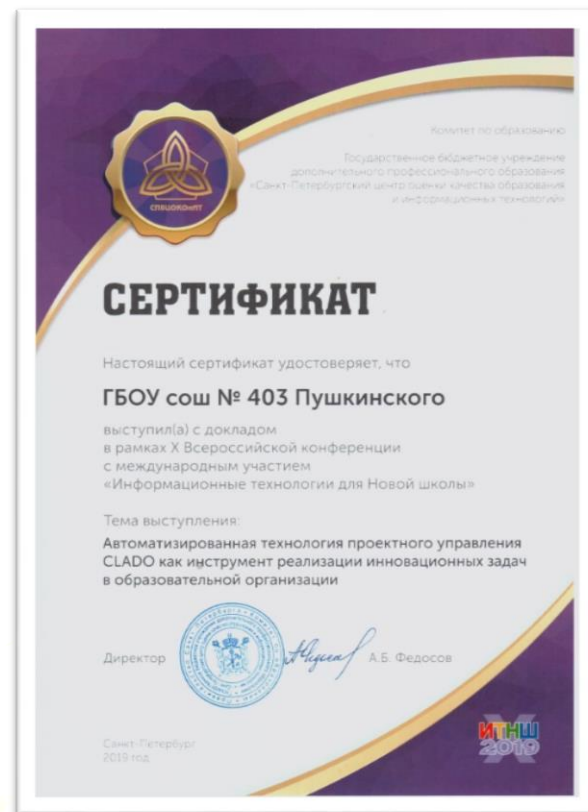 Комитет по образованию
Государственное бюджетное учреждение
дополнительного профессионального образования
«Санкт-Петербургский центр оценки качества образования
и информационных технологий»
СПБЦОКОИИТ
СЕРТИФИКАТ
Настоящий сертификат удостоверяет, что
ГБОУ сош № 403 Пушкинского
выступил(а) с докладом
в рамках X Всероссийской конференции
с международным участием
«Информационные технологии для Новой школы»
Тема выступления:
Автоматизированная технология проектного управления
CLADO как инструмент реализации инновационных задач
в образовательной организации
Директор
А.Б. Федосов
Санкт-Петербург
2019 год
ИТНШ
2019